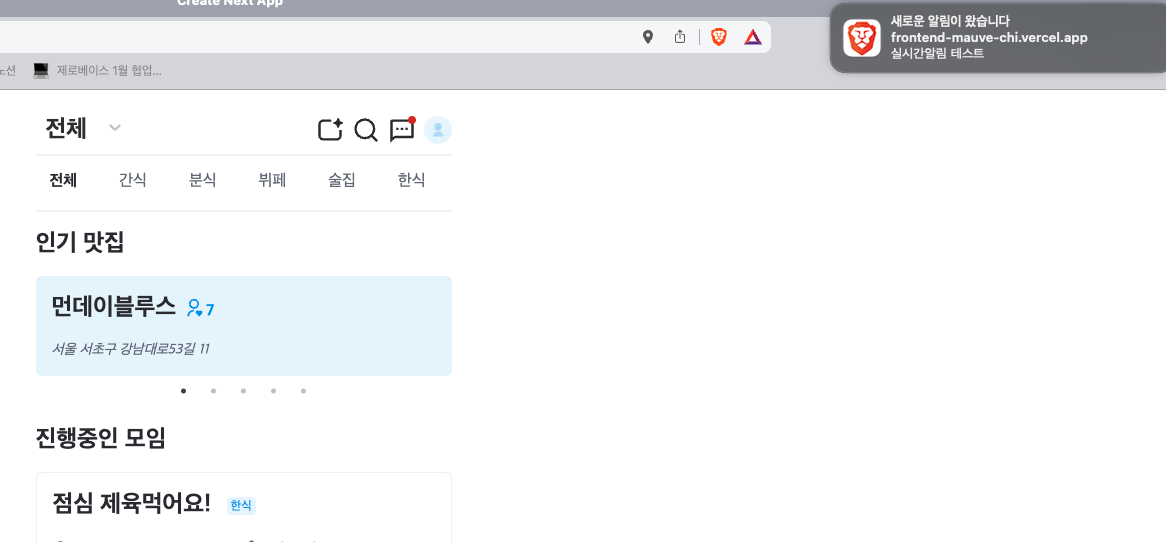 Create Next App
새로운 알림이 왔습니다
frontend-mauve-chi.vercel.app
실시간알림 테스트
노션
제로베이스 1월 협업...
전체
전체 간식 분식 뷔페 술집 한식
인기 맛집
먼데이블루스 7
서울 서초구 강남대로53길 11
진행중인 모임
점심 제육먹어요! 한식